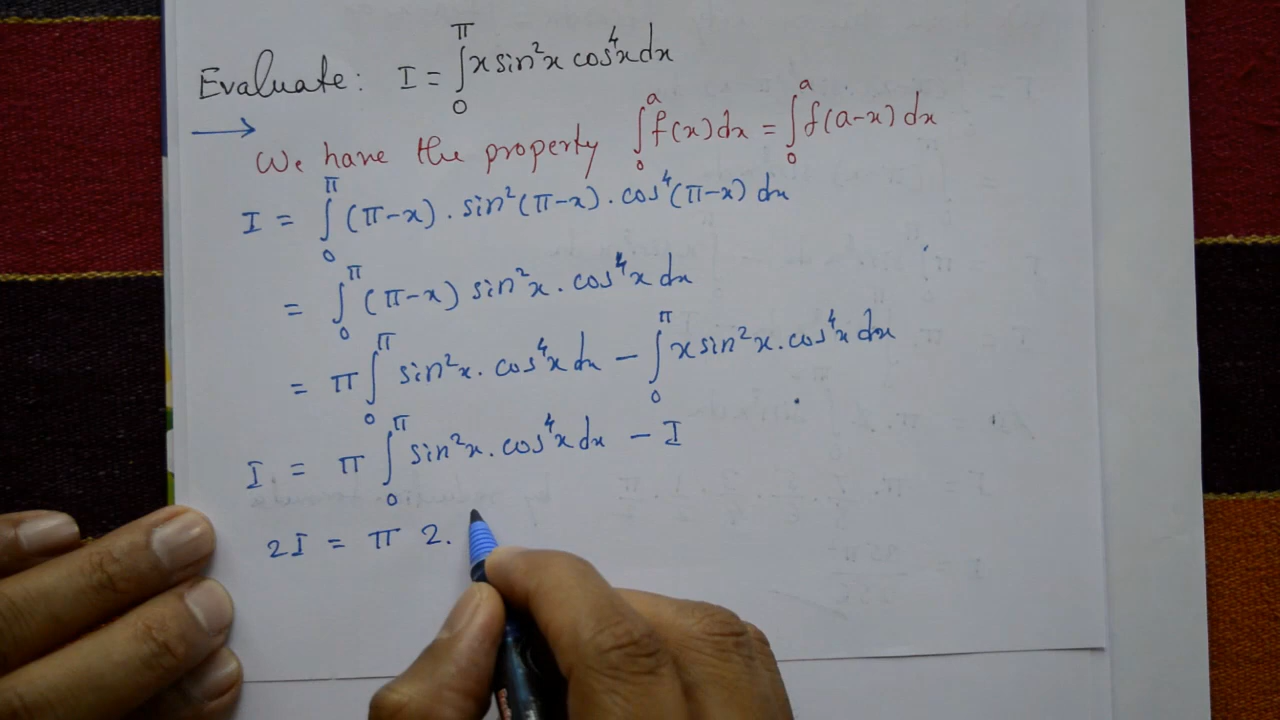 Evaluate: I = ∫₀^π x sin²x cos⁴x dx
We have the property ∫₀^a f(x) dx = ∫₀^a f(a-x) dx
I = ∫₀^π (π-x) . sin²(π-x) . cos⁴(π-x) dx
= ∫₀^π (π-x) sin²x . cos⁴x dx
= π ∫₀^π sin²x . cos⁴x dx - ∫₀^π x sin²x . cos⁴x dx
I = π ∫₀^π sin²x . cos⁴x dx - I
2I = π 2.